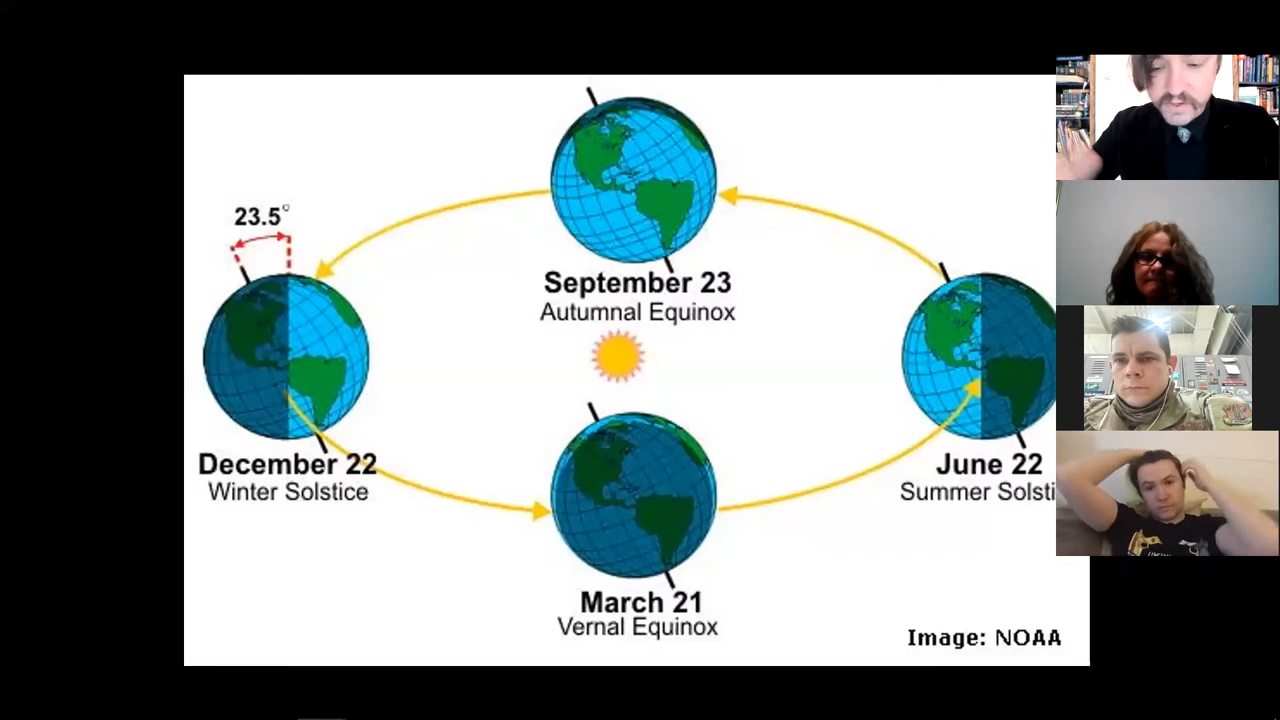 23.5°
September 23
Autumnal Equinox
December 22
Winter Solstice
June 22
Summer Solsti
March 21
Vernal Equinox
Image: NOAA